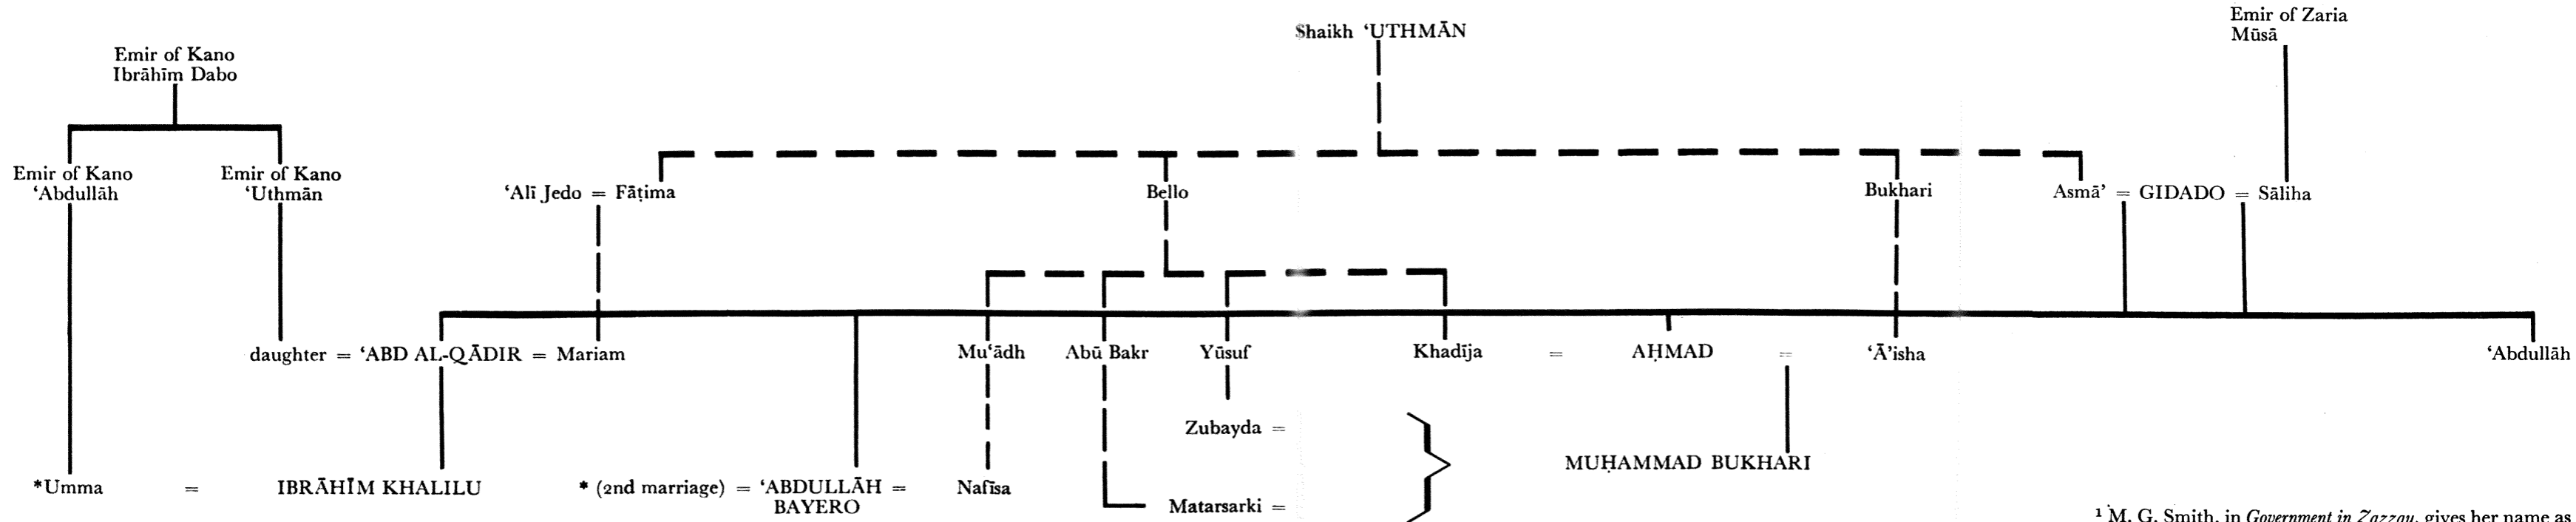 Shaikh ‘UTHMĀN
Emir of Zaria
Mūsā
Emir of Kano
Ibrāhīm Dabo
Emir of Kano
‘Abdullāh
Emir of Kano
‘Uthmān
‘Alī Jedo = Fāṭima
Bello
Bukhari
Asmā’ = GIDADO = Sāliha
daughter = ‘ABD AL-QĀDIR = Mariam
Mu‘ādh
Abū Bakr
Yūsuf
Khadīja = AḤMAD = ‘Ā’isha
‘Abdullāh
Zubayda =
MUḤAMMAD BUKHARI
*Umma = IBRĀHĪM KHALILU
* (2nd marriage) = ‘ABDULLĀH = Nafīsa
BAYERO
Matarsarki =
¹ M. G. Smith, in Government in Zazzau, gives her name as